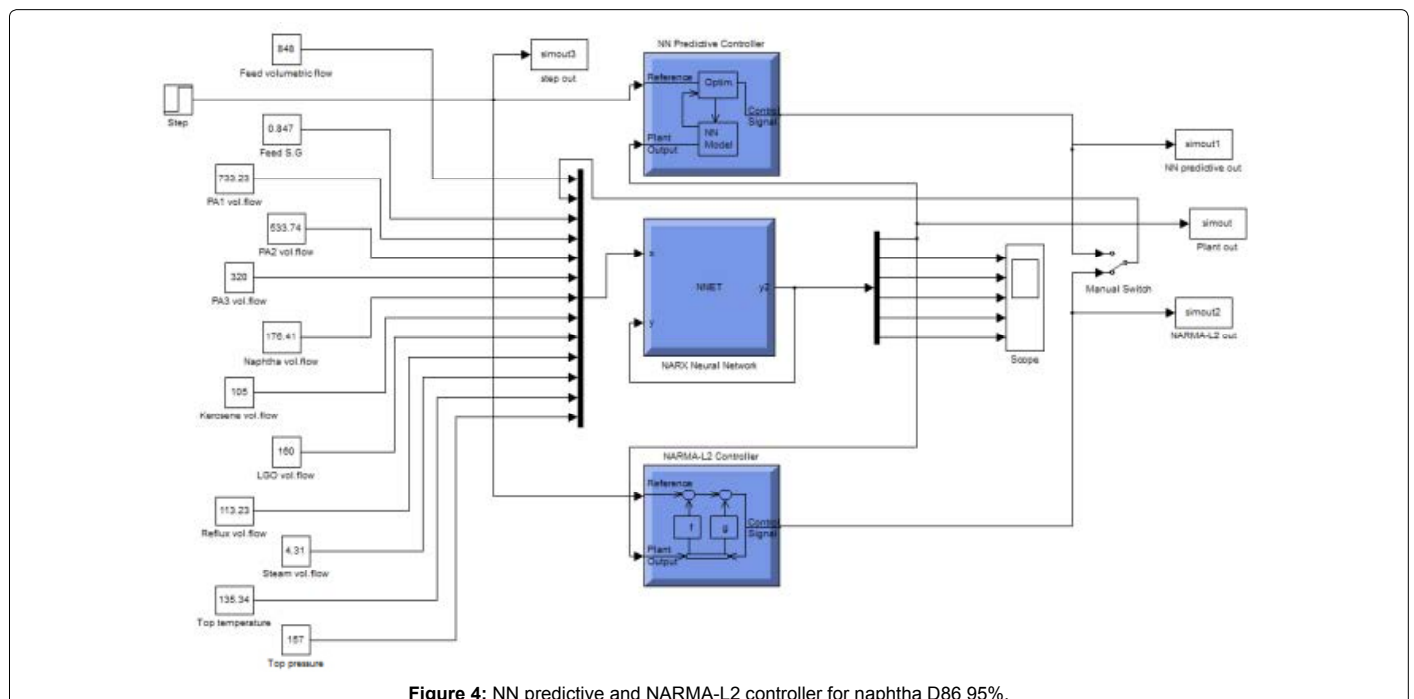 848
Feed volumetric flow
simout3
step out
NN Predictive Controller
Reference
Optim.
Control
Signal
NN
Model
Plant
Output
Step
0.847
Feed S.G
733.23
PA1 vol.flow
533.74
PA2 vol.flow
320
PA3 vol.flow
176.41
Naphtha vol.flow
105
Kerosene vol.flow
160
LGO vol.flow
113.23
Reflux vol.flow
4.31
Steam vol.flow
135.34
Top temperature
157
Top pressure
x
NNET
y2
y
NARX Neural Network
Scope
simout1
NN predictive out
simout
Plant out
Manual Switch
simout2
NARMA-L2 out
NARMA-L2 Controller
Reference
f
g
Control
Signal
Plant
Output
Figure 4: NN predictive and NARMA-L2 controller for naphtha D86 95%.